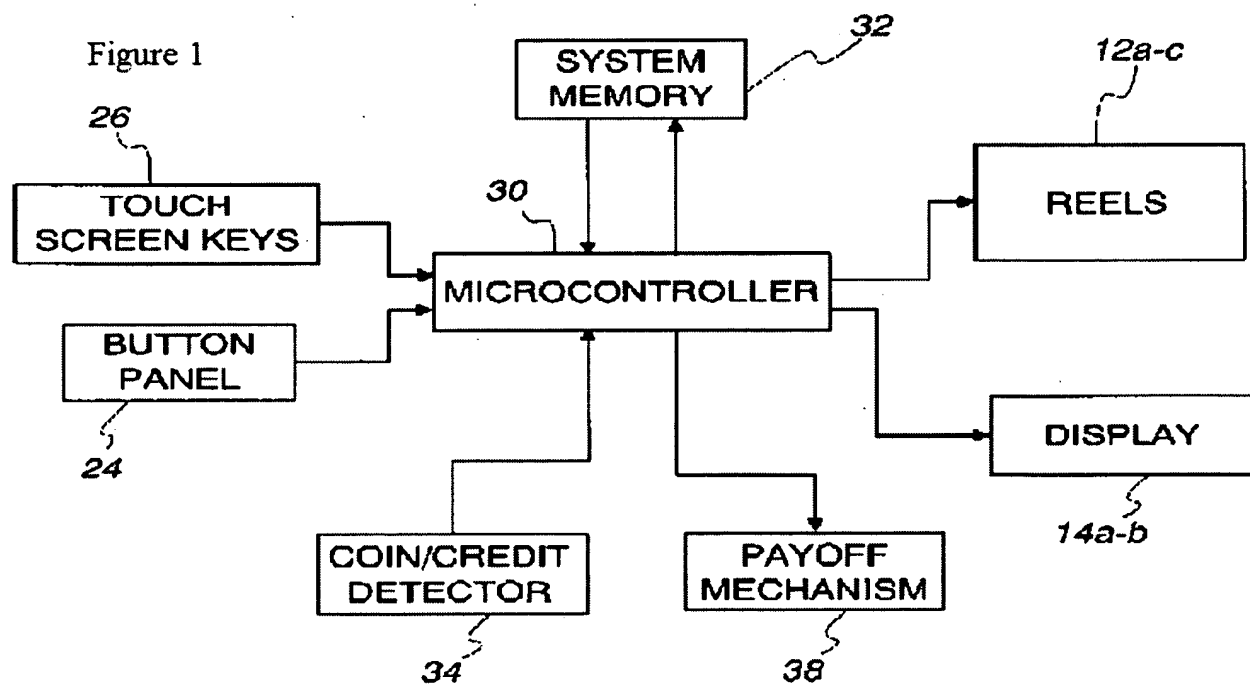 Figure 1
32
SYSTEM
MEMORY
12a-c
26
REELS
TOUCH
SCREEN KEYS
30
MICROCONTROLLER
BUTTON
PANEL
24
DISPLAY
14a-b
COIN/CREDIT
DETECTOR
34
PAYOFF
MECHANISM
38